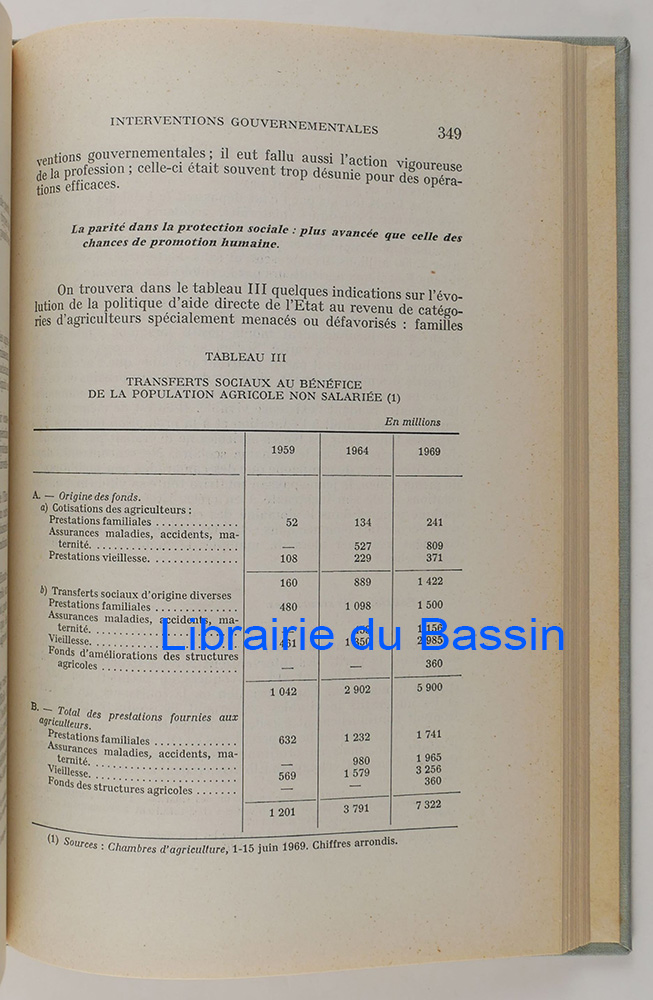 INTERVENTIONS GOUVERNEMENTALES 349
ventions gouvernementales ; il eut fallu aussi l'action vigoureuse
de la profession ; celle-ci était souvent trop désunie pour des opéra-
tions efficaces.
La parité dans la protection sociale : plus avancée que celle des
chances de promotion humaine.
On trouvera dans le tableau III quelques indications sur l'évo-
lution de la politique d'aide directe de l'Etat au revenu de catégo-
ries d'agriculteurs spécialement menacés ou défavorisés : familles
TABLEAU III
TRANSFERTS SOCIAUX AU BÉNÉFICE
DE LA POPULATION AGRICOLE NON SALARIÉE (1)
En millions
1959 1964 1969
A. — Origine des fonds.
a) Cotisations des agriculteurs :
Prestations familiales .............. 52 134 241
Assurances maladies, accidents, ma-
ternité. ........................ — 527 809
Prestations vieillesse. .............. 108 229 371
160 889 1 422
b) Transferts sociaux d'origine diverses
Prestations familiales .............. 480 1 098 1 500
Assurances maladies, accidents, ma-
ternité. ........................ 1 156
Vieillesse. ........................ 461 1 350 2 985
Fonds d'améliorations des structures
agricoles ...................... — — 360
Librairie du Bassin
1 042 2 902 5 900
B. — Total des prestations fournies aux
agriculteurs.
Prestations familiales .............. 632 1 232 1 741
Assurances maladies, accidents, ma-
ternité. ........................ — 980 1 965
Vieillesse. ........................ 569 1 579 3 256
Fonds des structures agricoles ....... — — 360
1 201 3 791 7 322
(1) Sources : Chambres d'agriculture, 1-15 juin 1969. Chiffres arrondis.